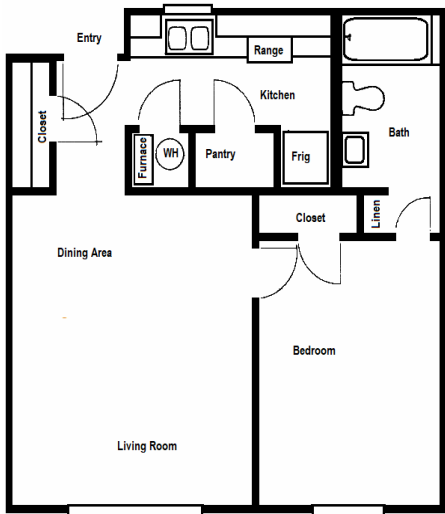 Entry
Range
Kitchen
Closet
Furnace
WH
Pantry
Frig
Bath
Closet
Linen
Dining Area
Bedroom
Living Room